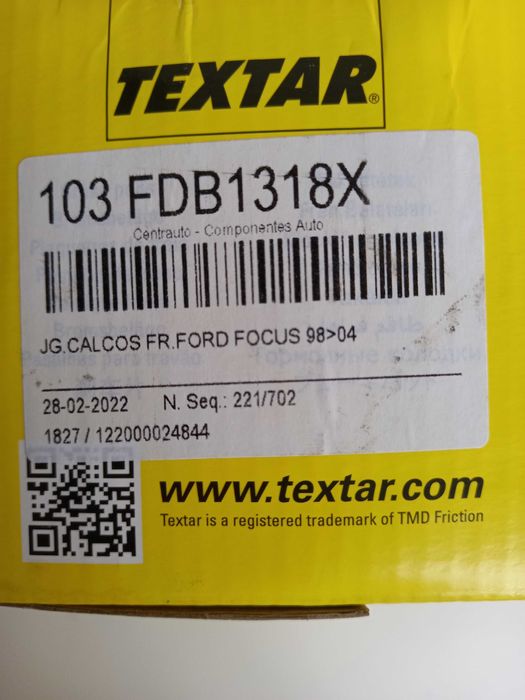 TEXTAR®
103 FDB1318X
Centrauto - Componentes Auto
JG.CALCOS FR.FORD FOCUS 98>04
28-02-2022 N. Seq.: 221/702
1827 / 122000024844
www.textar.com
Textar is a registered trademark of TMD Friction